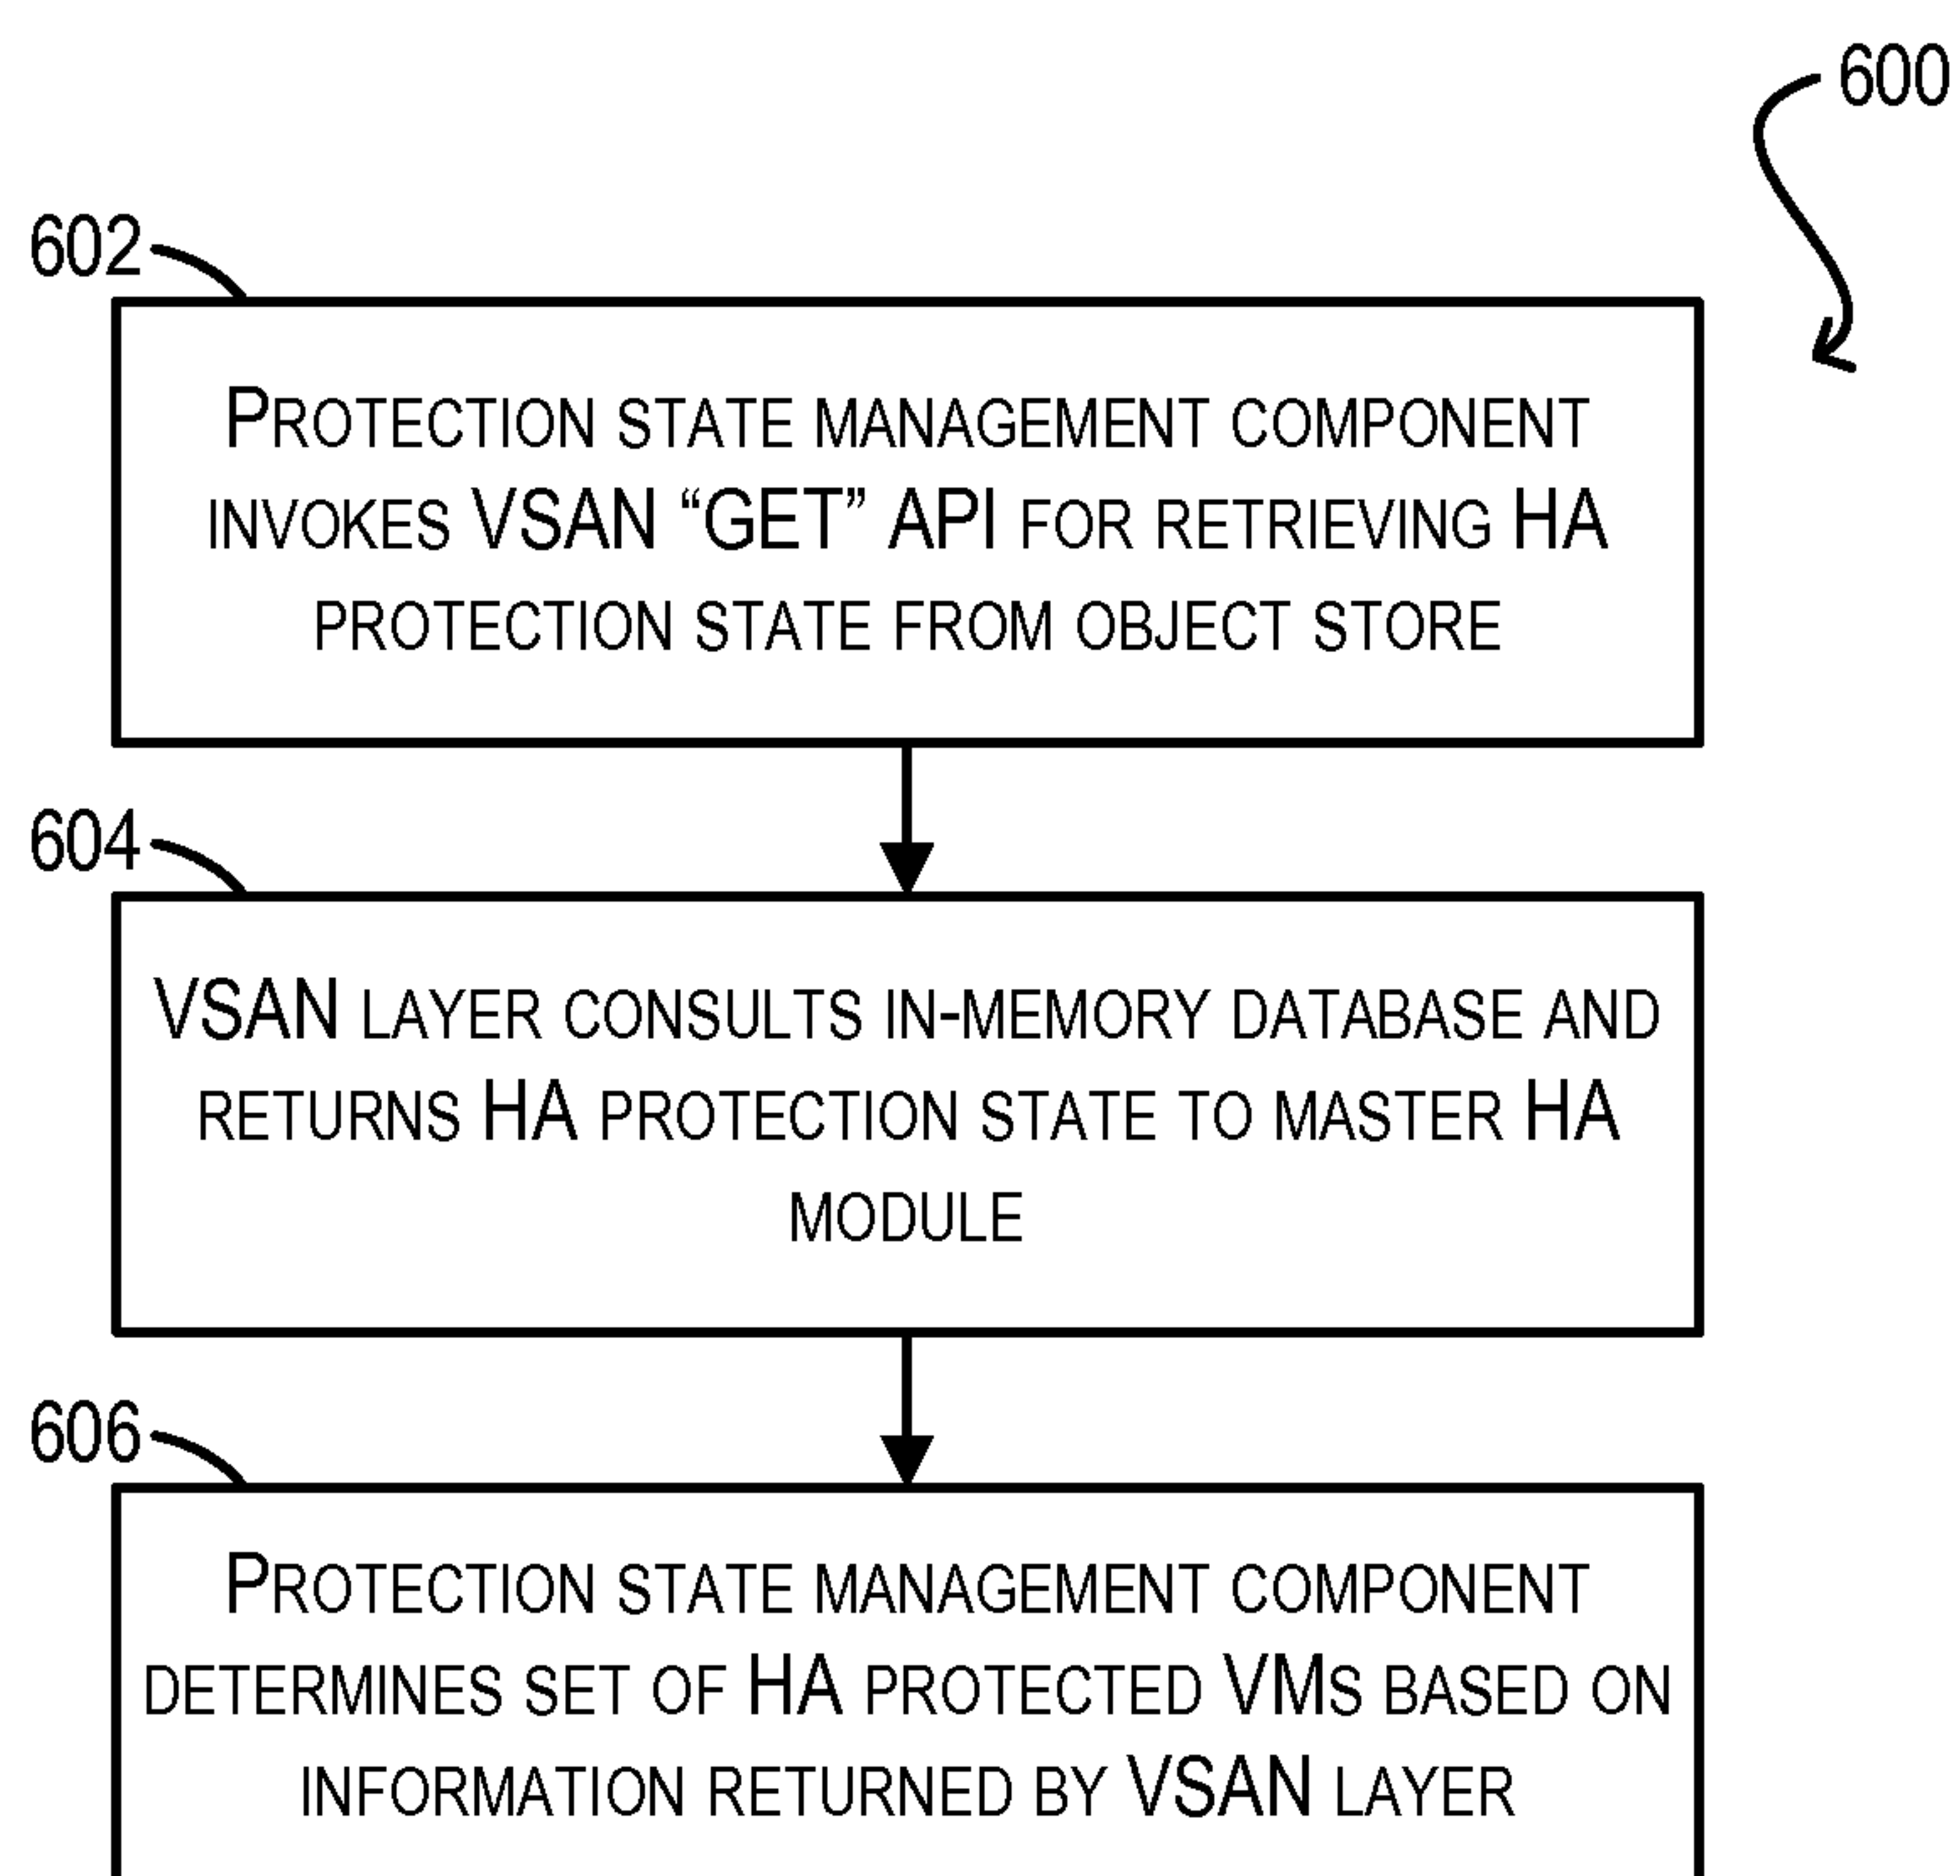 600
602
PROTECTION STATE MANAGEMENT COMPONENT
INVOKES VSAN “GET” API FOR RETRIEVING HA
PROTECTION STATE FROM OBJECT STORE
604
VSAN LAYER CONSULTS IN-MEMORY DATABASE AND
RETURNS HA PROTECTION STATE TO MASTER HA
MODULE
606
PROTECTION STATE MANAGEMENT COMPONENT
DETERMINES SET OF HA PROTECTED VMS BASED ON
INFORMATION RETURNED BY VSAN LAYER